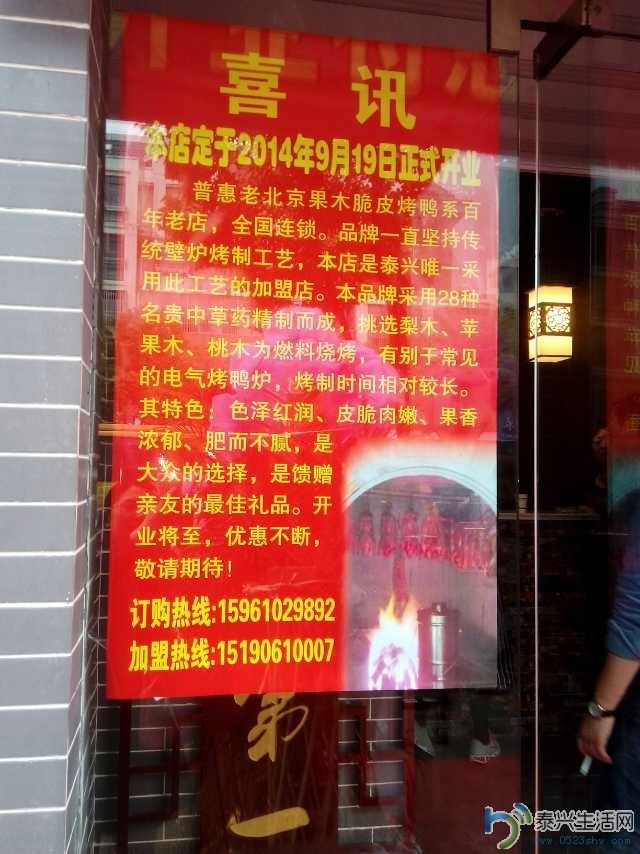 喜 讯
本店定于2014年9月19日正式开业
普惠老北京果木脆皮烤鸭系百
年老店，全国连锁。品牌一直坚持传
统壁炉烤制工艺，本店是泰兴唯一采
用此工艺的加盟店。本品牌采用28种
名贵中草药精制而成，挑选梨木、苹
果木、桃木为燃料烧烤，有别于常见
的电气烤鸭炉，烤制时间相对较长。
其特色：色泽红润、皮脆肉嫩、果香
浓郁、肥而不腻，是
大众的选择，是馈赠
亲友的最佳礼品。开
业将至，优惠不断，
敬请期待！
订购热线:15961029892
加盟热线:15190610007
第一
泰兴生活网
www.0523shw.com